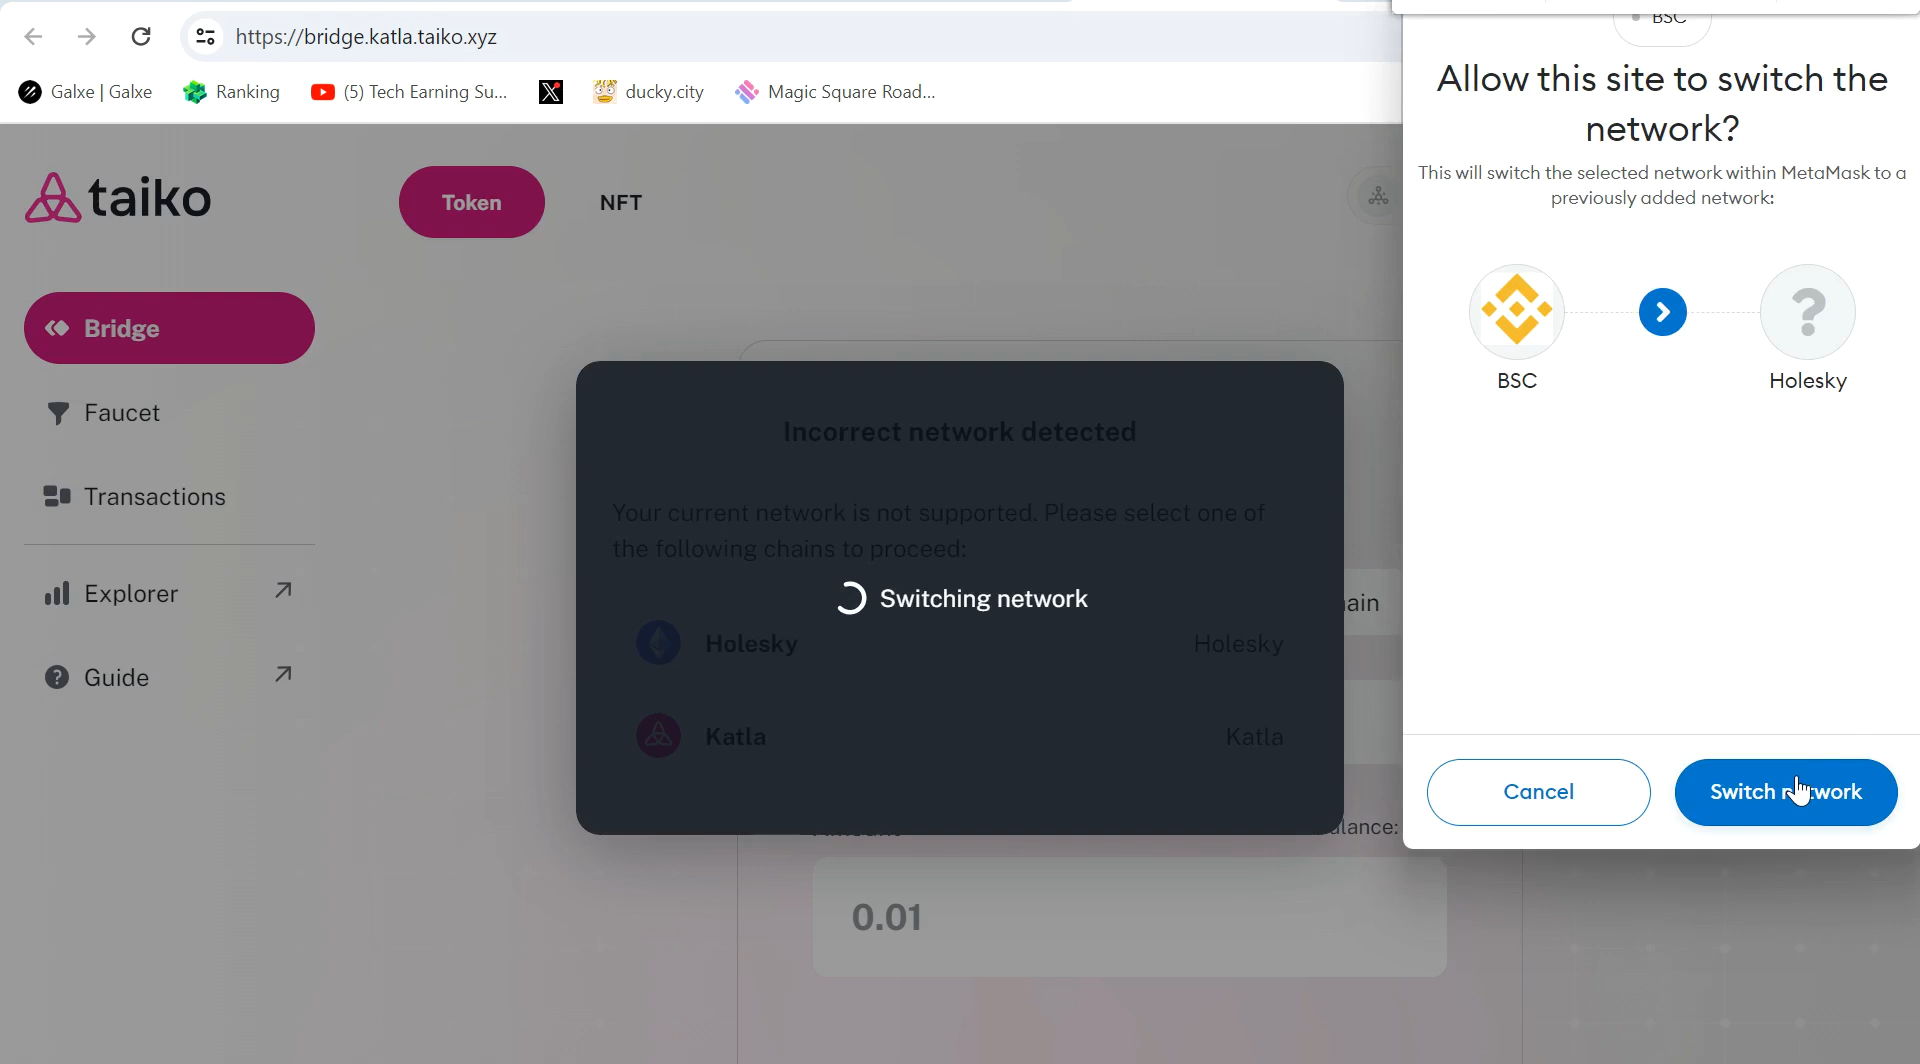 https://bridge.katla.taiko.xyz
Galxe | Galxe
Ranking
(5) Tech Earning Su...
ducky.city
Magic Square Road...
taiko
Token
NFT
Bridge
Faucet
Transactions
Explorer
Guide
Incorrect network detected
Your current network is not supported. Please select one of
the following chains to proceed:
Switching network
Holesky Holesky
Katla Katla
ain
Amount
alance:
0.01
BSC
Allow this site to switch the
network?
This will switch the selected network within MetaMask to a
previously added network:
BSC
Holesky
Cancel
Switch network